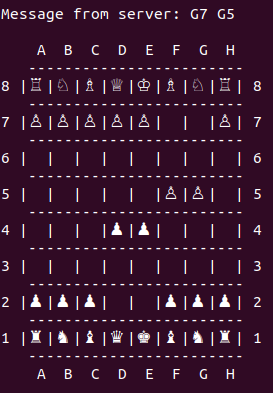 Message from server: G7 G5
A B C D E F G H
-------------------
8 |♖|♘|♗|♕|♔|♗|♘|♖| 8
-------------------
7 |♙|♙|♙|♙|♙| | |♙| 7
-------------------
6 | | | | | | | | | 6
-------------------
5 | | | | | |♙|♙| | 5
-------------------
4 | | | |♟|♟| | | | 4
-------------------
3 | | | | | | | | | 3
-------------------
2 |♟|♟|♟| | |♟|♟|♟| 2
-------------------
1 |♜|♞|♝|♛|♚|♝|♞|♜| 1
-------------------
A B C D E F G H